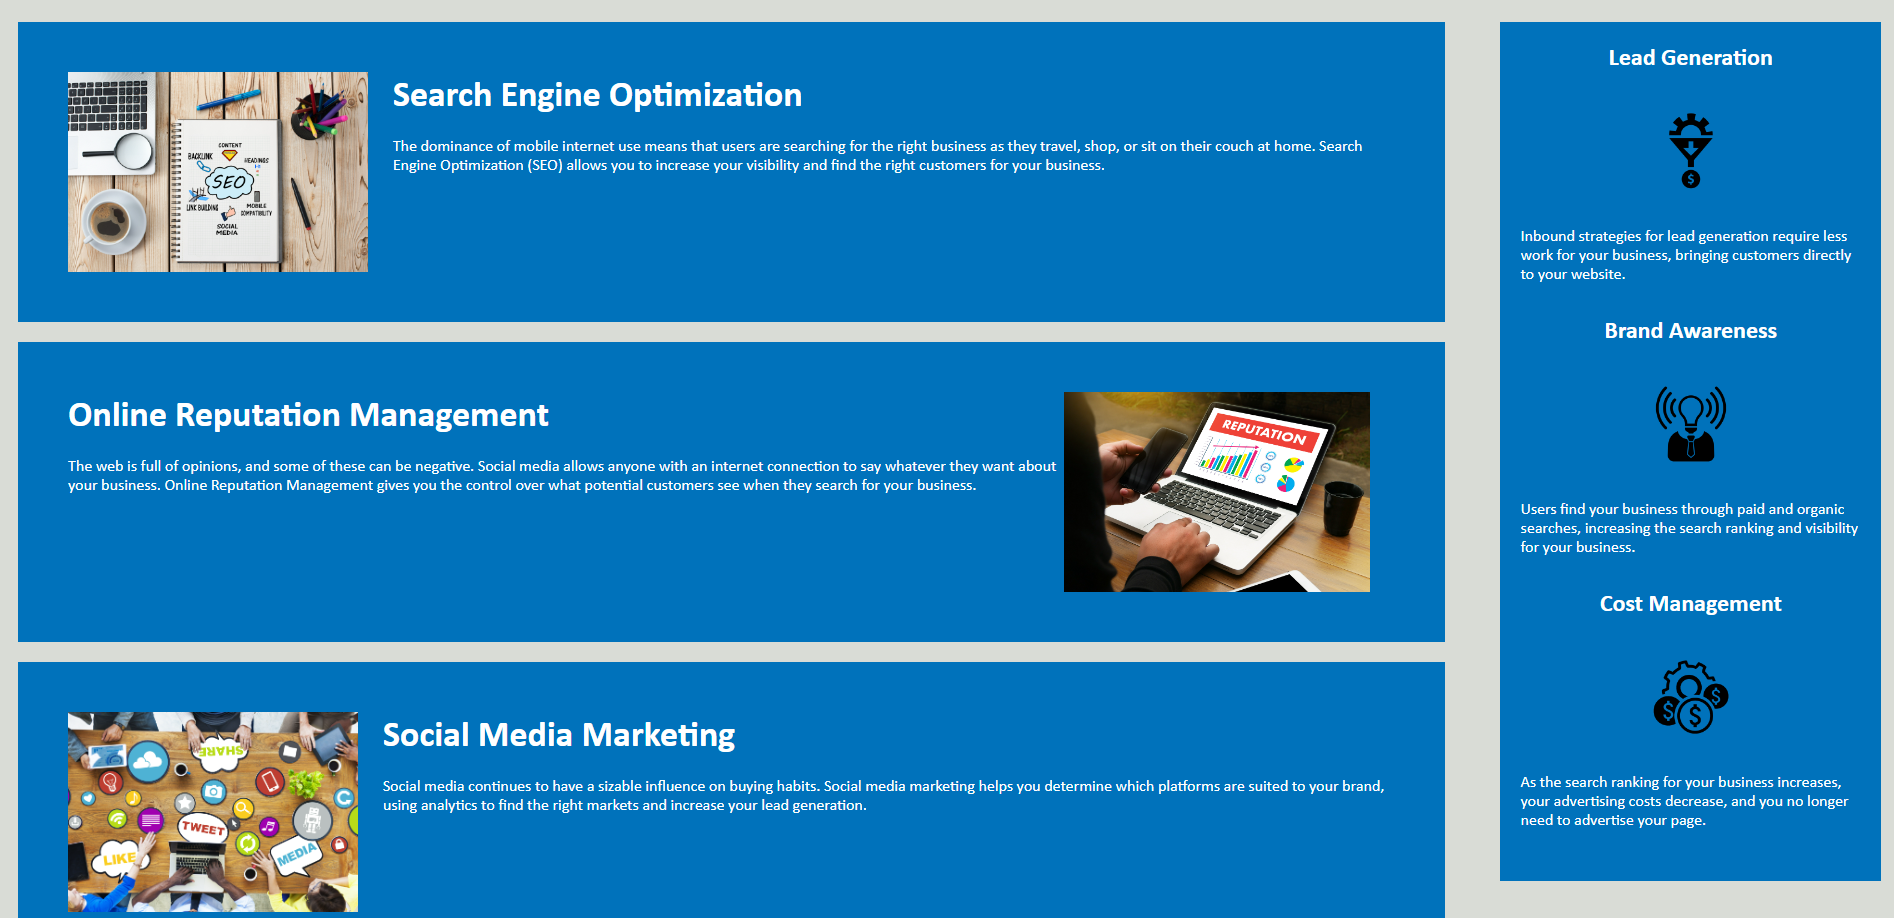 Search Engine Optimization
The dominance of mobile internet use means that users are searching for the right business as they travel, shop, or sit on their couch at home. Search
Engine Optimization (SEO) allows you to increase your visibility and find the right customers for your business.
CONTENT
BACKLINK
HEADINGS
SEO
LINK BUILDING
MOBILE
COMPATIBILITY
SOCIAL
MEDIA
Online Reputation Management
The web is full of opinions, and some of these can be negative. Social media allows anyone with an internet connection to say whatever they want about
your business. Online Reputation Management gives you the control over what potential customers see when they search for your business.
REPUTATION
Social Media Marketing
Social media continues to have a sizable influence on buying habits. Social media marketing helps you determine which platforms are suited to your brand,
using analytics to find the right markets and increase your lead generation.
SHARE
TWEET
LIKE
MEDIA
Lead Generation
$
Inbound strategies for lead generation require less
work for your business, bringing customers directly
to your website.
Brand Awareness
Users find your business through paid and organic
searches, increasing the search ranking and visibility
for your business.
Cost Management
$
$ $
As the search ranking for your business increases,
your advertising costs decrease, and you no longer
need to advertise your page.